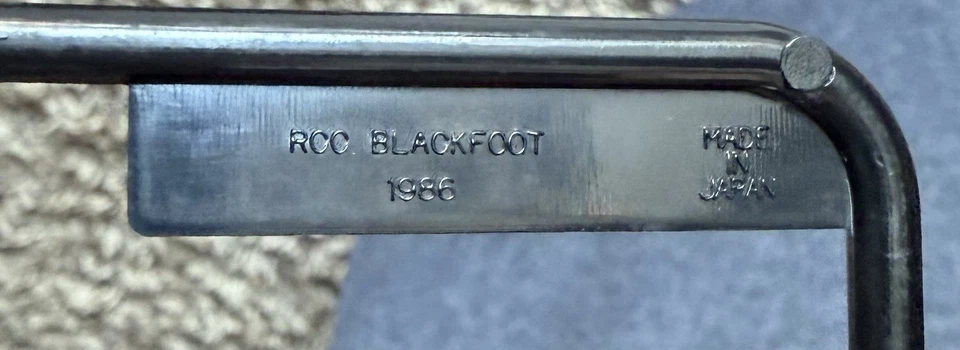 RCC BLACKFOOT
1986
MADE
IN
JAPAN